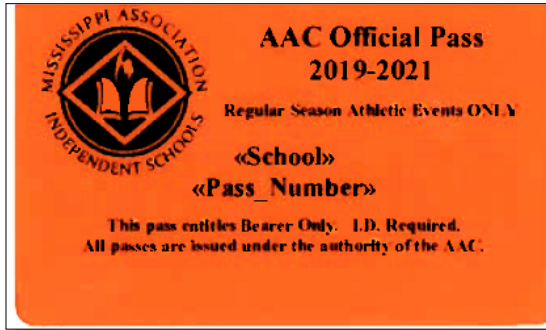 MISSISSIPPI ASSOCIATION
INDEPENDENT SCHOOLS
AAC Official Pass
2019-2021
Regular Season Athletic Events ONLY
«School»
«Pass_Number»
This pass entitles Bearer Only. I.D. Required.
All passes are issued under the authority of the AAC.